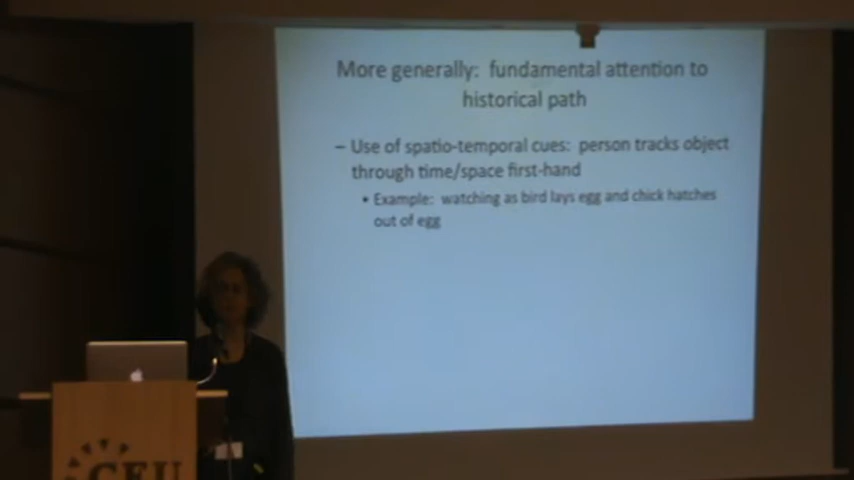 More generally: fundamental attention to
historical path
– Use of spatio-temporal cues: person tracks object
through time/space first-hand
• Example: watching as bird lays egg and chick hatches
out of egg
CEU